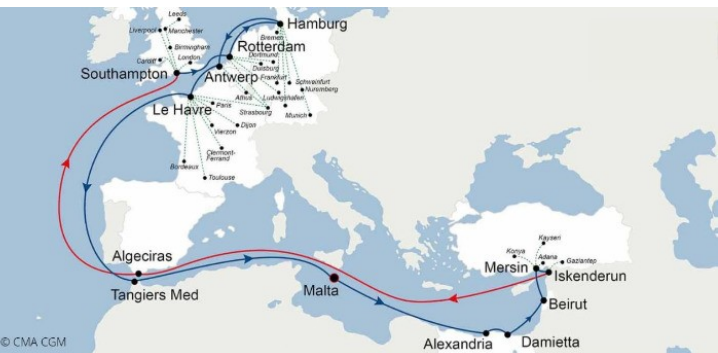 Leeds
Liverpool
Manchester
Birmingham
Cardiff
London
Southampton
Hamburg
Bremen
Rotterdam
Dortmund
Duisburg
Antwerp
Frankfurt
Schweinfurt
Nuremberg
Ludwigshafen
Athus
Le Havre
Paris
Strasbourg
Munich
Dijon
Vierzon
Clermont-
Ferrand
Bordeaux
Toulouse
Algeciras
Tangiers Med
Malta
Kayseri
Konya
Adana
Gaziantep
Mersin
Iskenderun
Beirut
Alexandria
Damietta
© CMA CGM